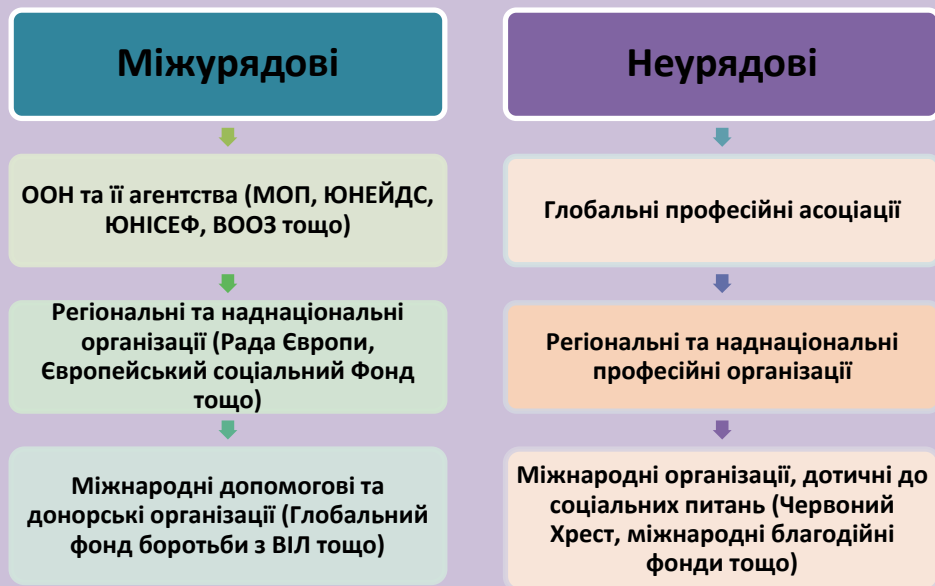 Міжурядові
ООН та її агентства (МОП, ЮНЕЙДС,
ЮНІСЕФ, ВООЗ тощо)
Регіональні та наднаціональні
організації (Рада Європи,
Європейський соціальний Фонд
тощо)
Міжнародні допомогові та
донорські організації (Глобальний
фонд боротьби з ВІЛ тощо)
Неурядові
Глобальні професійні асоціації
Регіональні та наднаціональні
професійні організації
Міжнародні організації, дотичні до
соціальних питань (Червоний
Хрест, міжнародні благодійні
фонди тощо)